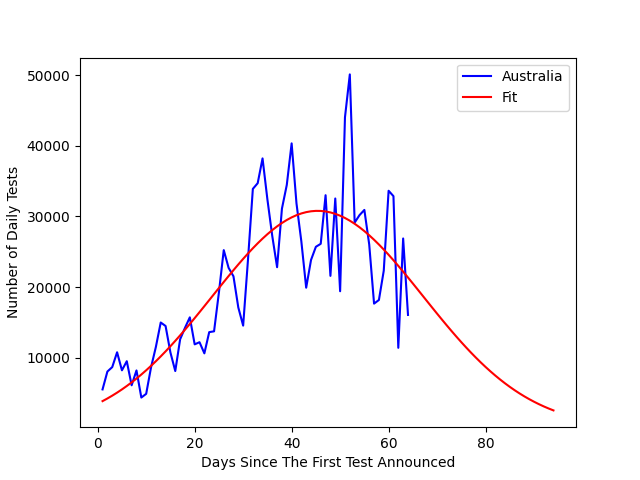 Australia
Fit
50000
40000
30000
20000
10000
Number of Daily Tests
0 20 40 60 80
Days Since The First Test Announced